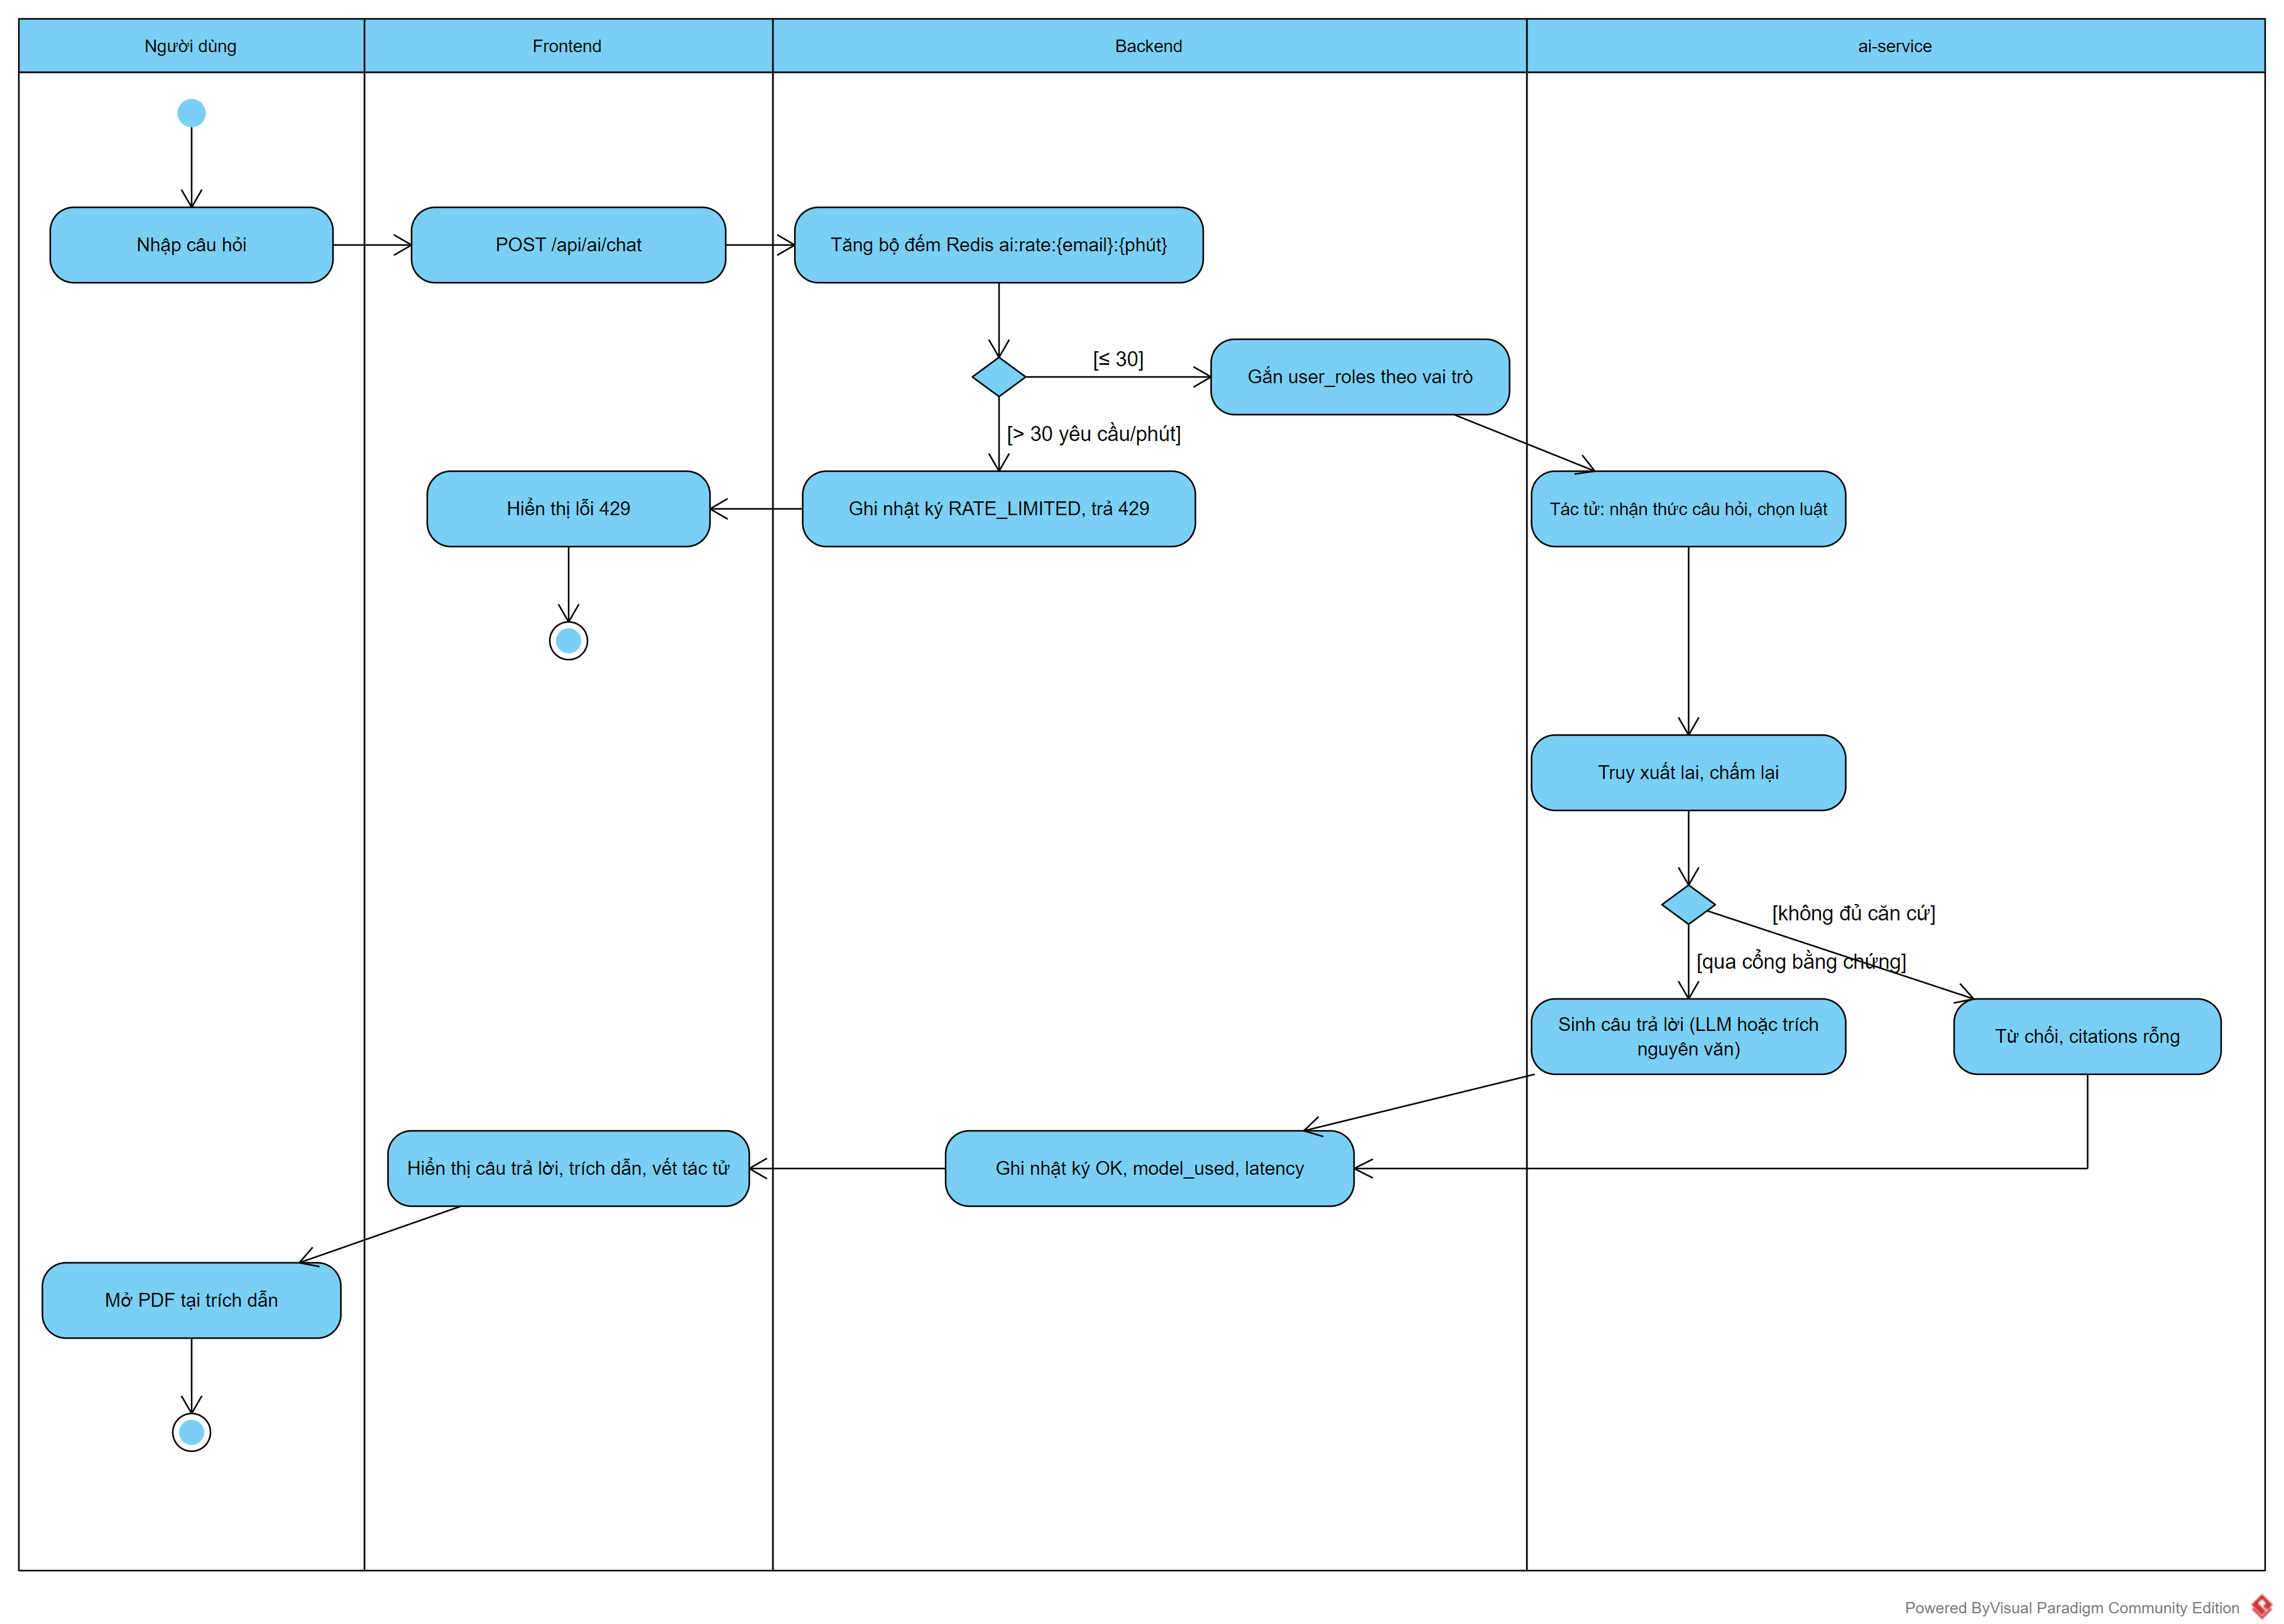 Người dùng
Frontend
Backend
ai-service
Nhập câu hỏi
POST /api/ai/chat
Tăng bộ đếm Redis ai:rate:{email}:{phút}
[≤ 30]
Gắn user_roles theo vai trò
[> 30 yêu cầu/phút]
Hiển thị lỗi 429
Ghi nhật ký RATE_LIMITED, trả 429
Tác tử: nhận thức câu hỏi, chọn luật
Truy xuất lai, chấm lại
[không đủ căn cứ]
[qua cổng bằng chứng]
Sinh câu trả lời (LLM hoặc trích
nguyên văn)
Từ chối, citations rỗng
Hiển thị câu trả lời, trích dẫn, vết tác tử
Ghi nhật ký OK, model_used, latency
Mở PDF tại trích dẫn
Powered ByVisual Paradigm Community Edition